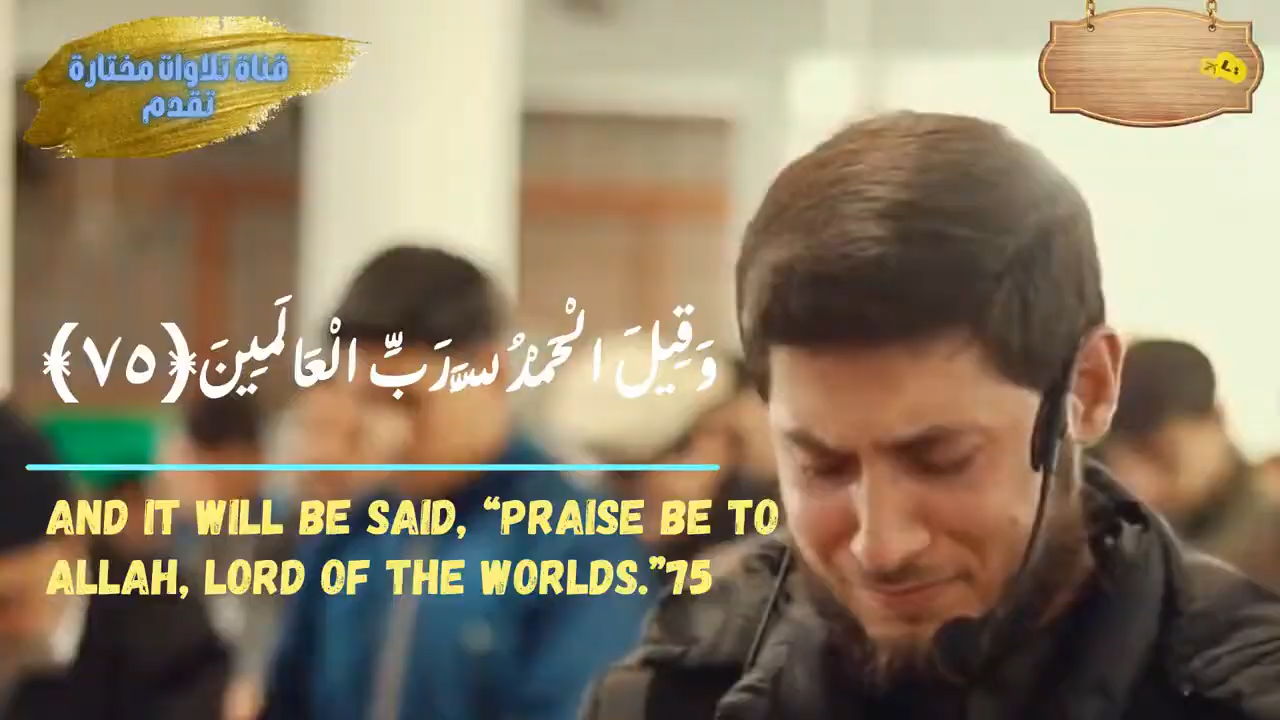 قناة تلاوات مختارة
تقدم
وَقِيلَ الْحَمْدُ لِلَّهِ رَبِّ الْعَالَمِينَ﴿٧٥﴾
AND IT WILL BE SAID, “PRAISE BE TO
ALLAH, LORD OF THE WORLDS.”75